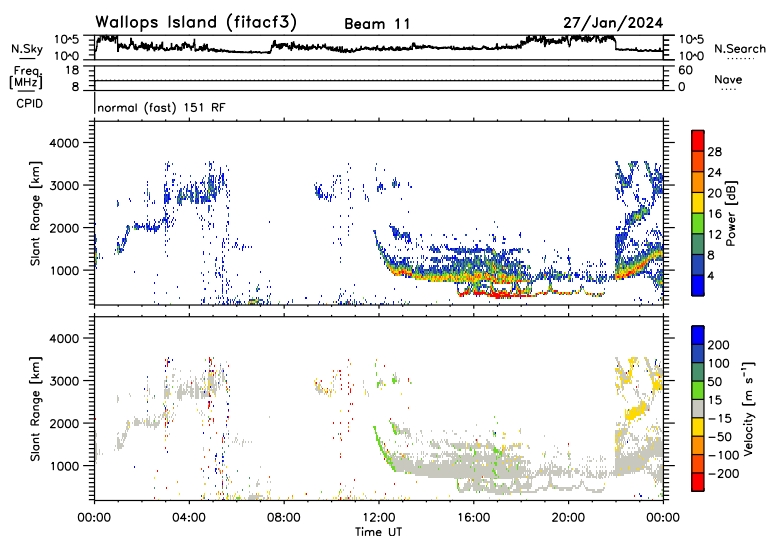 Wallops Island (fitacf3) Beam 11 27/Jan/2024
10^5 10^5
N.Sky N.Search
10^0 10^0
Freq. 18 60
[MHz] Nave
8 0
CPID normal (fast) 151 RF
4000
3000
2000
1000
Slant Range [km]
28
24
20
16
12
8
4
Power [dB]
4000
3000
2000
1000
Slant Range [km]
200
100
50
15
-15
-50
-100
-200
Velocity [m s⁻¹]
00:00 04:00 08:00 12:00 16:00 20:00 00:00
Time UT